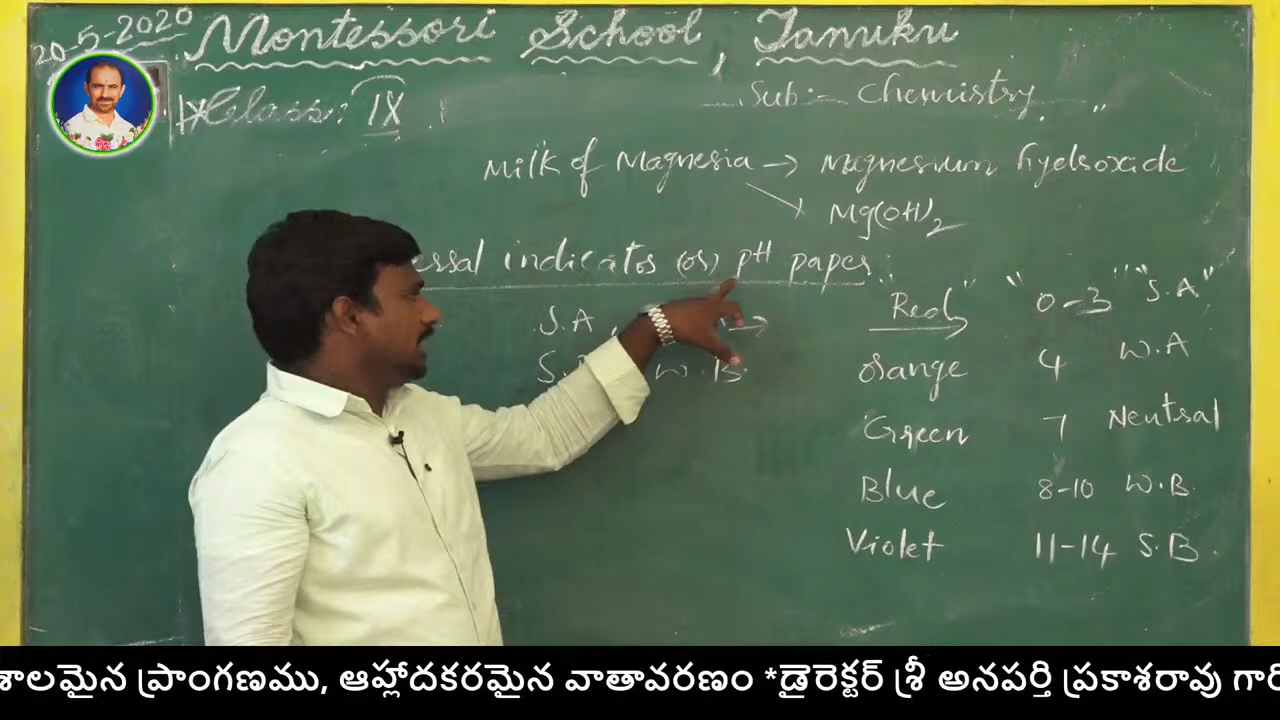 20-5-2020
Montessori School, Tanuku
Class: IX
Sub:- Chemistry
Milk of Magnesia → Magnesium hydroxide
Mg(OH)2
ersal indicator (or) pH paper:
S.A,
W.B.
"Red" "0-3" "S.A"
Orange 4 W.A
Green 7 Neutral
Blue 8-10 W.B
Violet 11-14 S.B.
శాలమైన ప్రాంగణము, ఆహ్లాదకరమైన వాతావరణం *డైరెక్టర్ శ్రీ అనపర్తి ప్రకాశరావు గారి